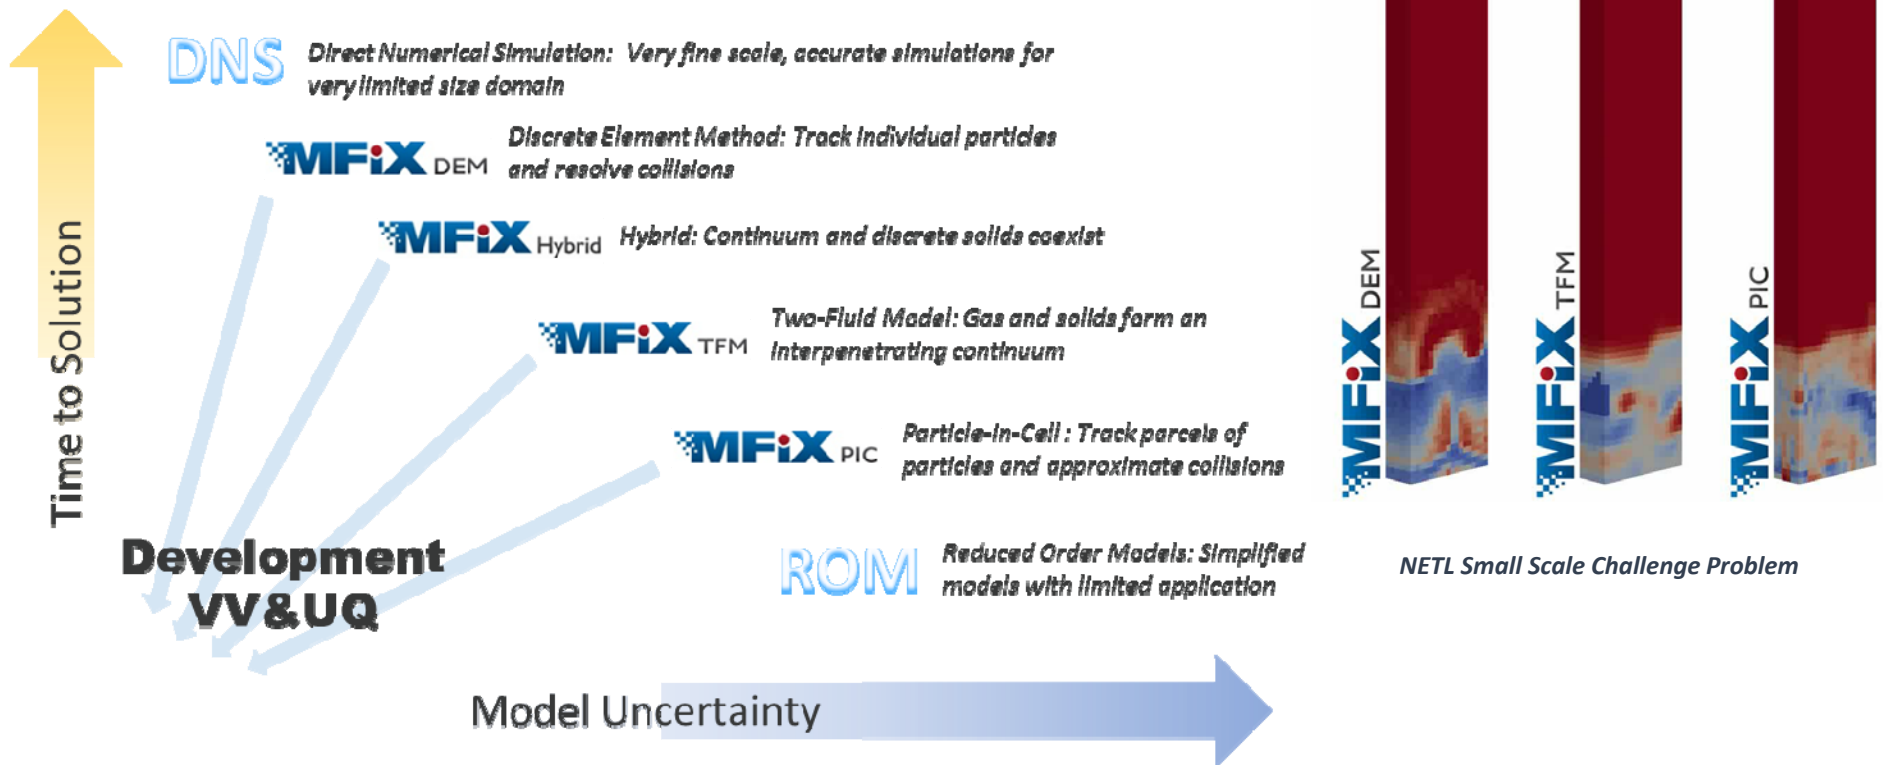 DNS
Direct Numerical Simulation: Very fine scale, accurate simulations for
very limited size domain
MFiX DEM
Discrete Element Method: Track individual particles
and resolve collisions
MFiX Hybrid
Hybrid: Continuum and discrete solids coexist
MFiX TFM
Two-Fluid Model: Gas and solids form an
interpenetrating continuum
MFiX PIC
Particle-in-Cell : Track parcels of
particles and approximate collisions
ROM
Reduced Order Models: Simplified
models with limited application
Time to Solution
Development
VV&UQ
Model Uncertainty
MFiX DEM
MFiX TFM
MFiX PIC
NETL Small Scale Challenge Problem